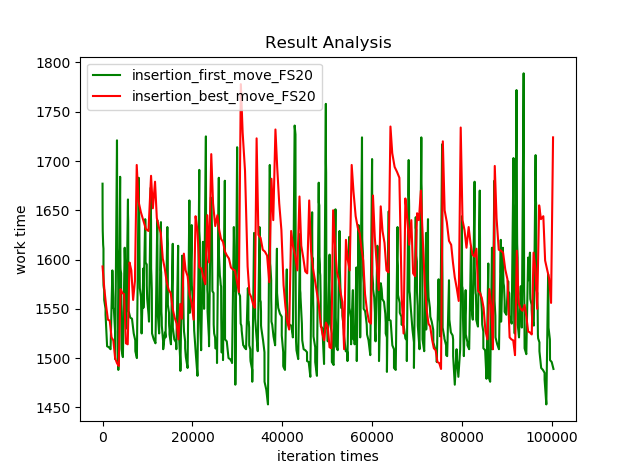 Result Analysis
insertion_first_move_FS20
insertion_best_move_FS20
work time
1800
1750
1700
1650
1600
1550
1500
1450
0 20000 40000 60000 80000 100000
iteration times